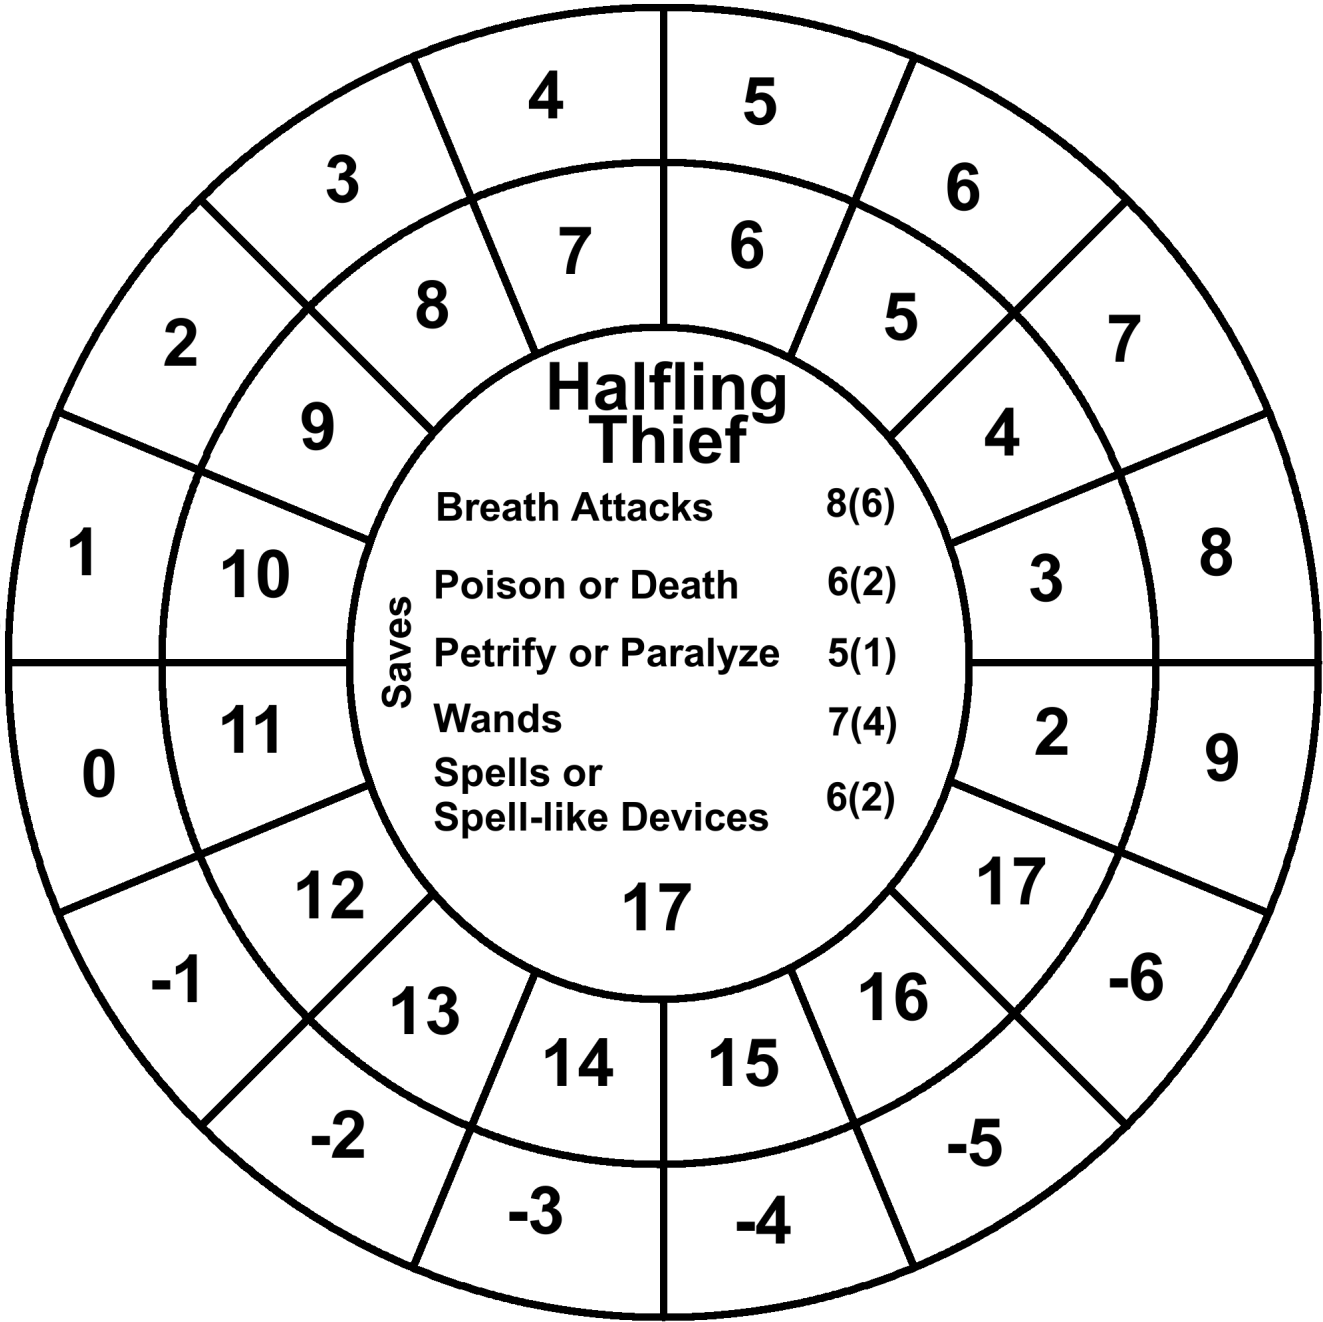 4 5
3 6
7 6
8 5
2 7
9 4
Halfling
Thief
Breath Attacks 8(6)
1 8
10 3
Poison or Death 6(2)
Saves
Petrify or Paralyze 5(1)
Wands 7(4)
11 2
0 9
Spells or
Spell-like Devices 6(2)
12 17
17
-1 -6
13 16
14 15
-2 -5
-3 -4